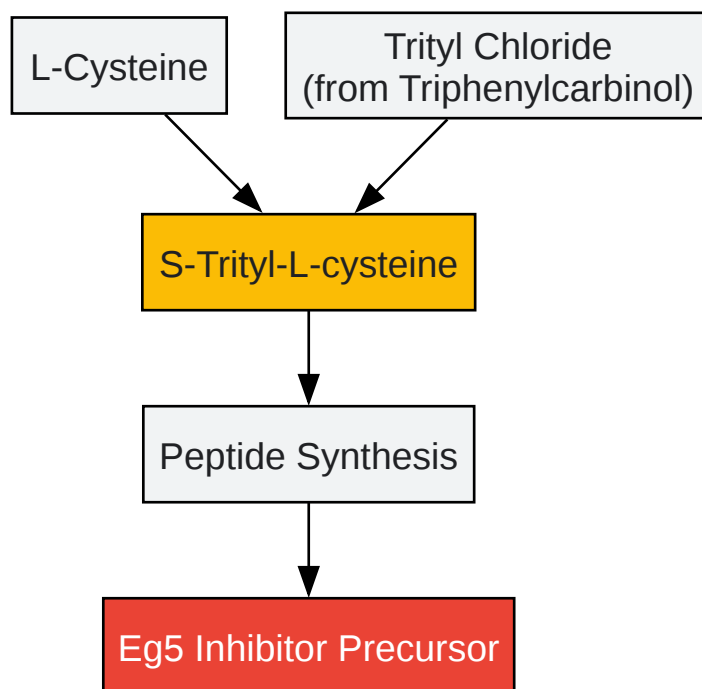 L-Cysteine
Trityl Chloride
(from Triphenylcarbinol)
S-Trityl-L-cysteine
Peptide Synthesis
Eg5 Inhibitor Precursor